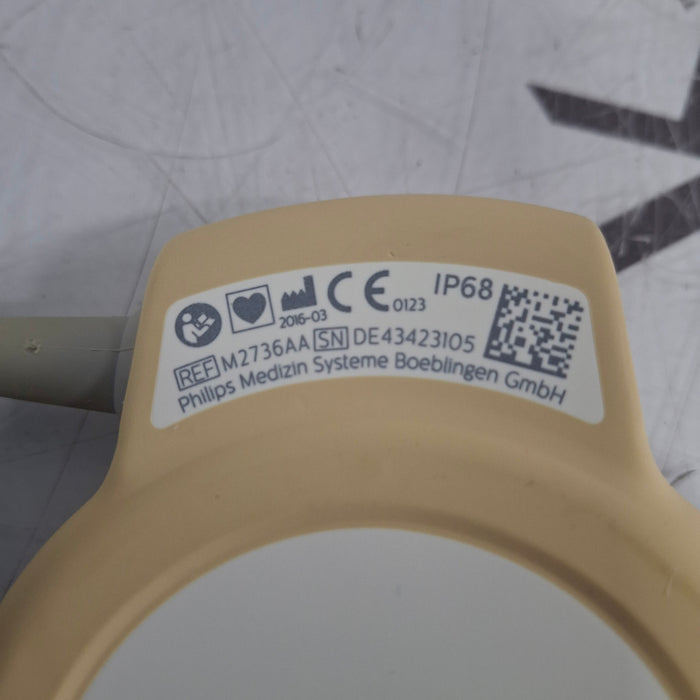 2016-03 CE 0123 IP68
REF M2736AA SN DE43423105
Philips Medizin Systeme Boeblingen GmbH